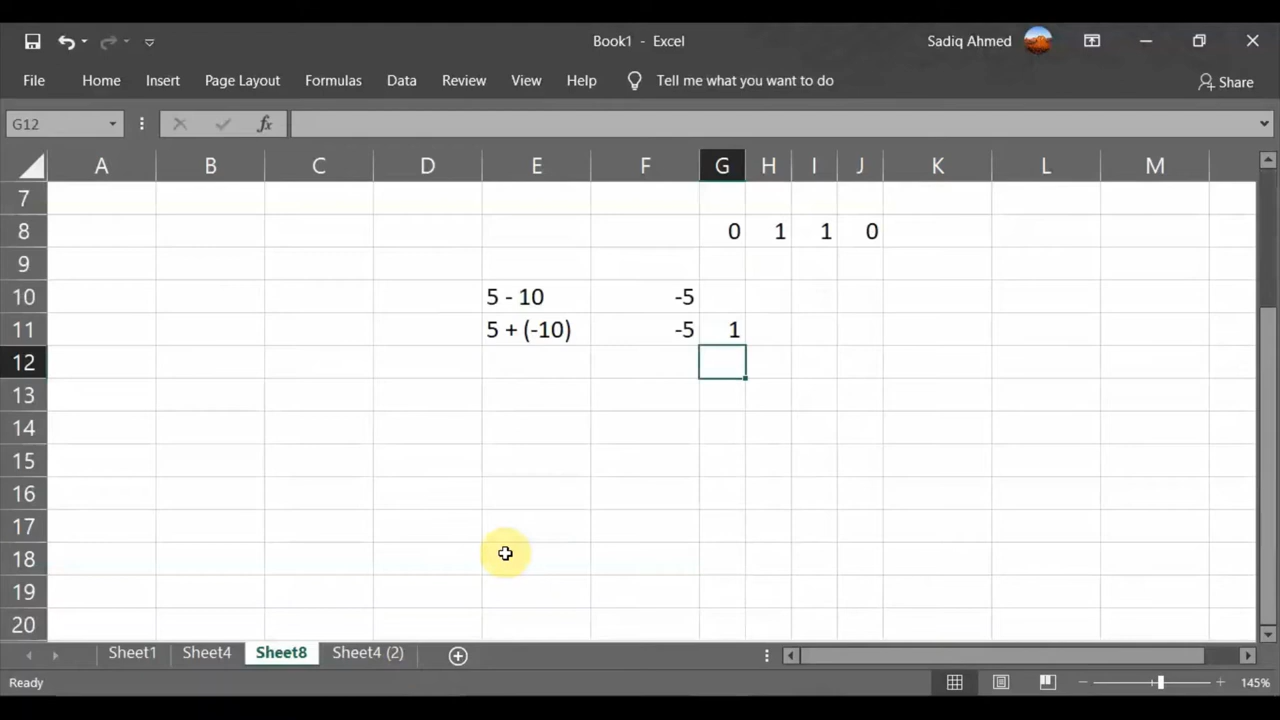 Book1 - Excel
Sadiq Ahmed
File Home Insert Page Layout Formulas Data Review View Help Tell me what you want to do Share
G12 fx
A B C D E F G H I J K L M
7
8 0 1 1 0
9
10 5 - 10 -5
11 5 + (-10) -5 1
12
13
14
15
16
17
18
19
20
Sheet1 Sheet4 Sheet8 Sheet4 (2)
Ready 145%